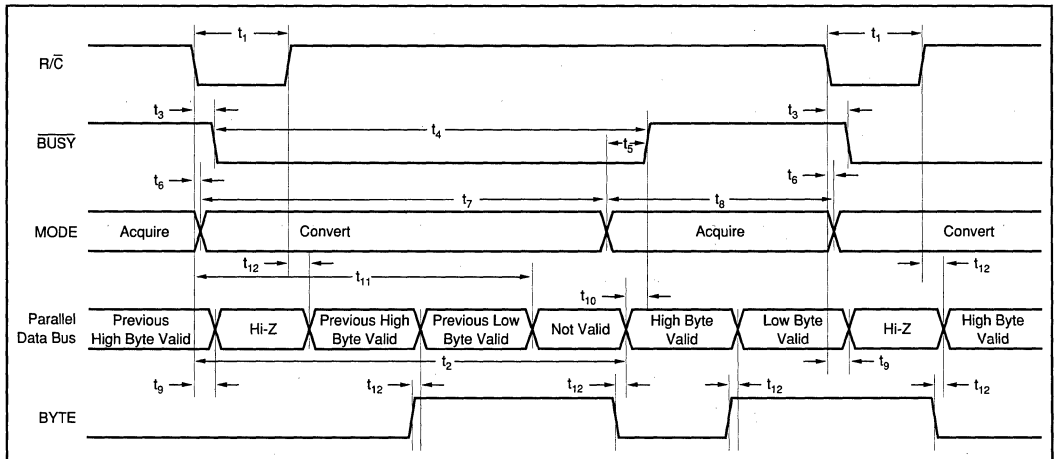 t₁ t₁
R/C̅
t₃ t₄ t₃
B̅U̅S̅Y̅ t₅
t₆ t₇ t₈ t₆
MODE Acquire Convert Acquire Convert
t₁₂ t₁₁ t₁₀ t₁₂
Parallel Data Bus
Previous High Byte Valid
Hi-Z
Previous High Byte Valid
Previous Low Byte Valid
Not Valid
High Byte Valid
Low Byte Valid
Hi-Z
High Byte Valid
t₂
t₉ t₁₂ t₁₂ t₁₂ t₉ t₁₂
BYTE